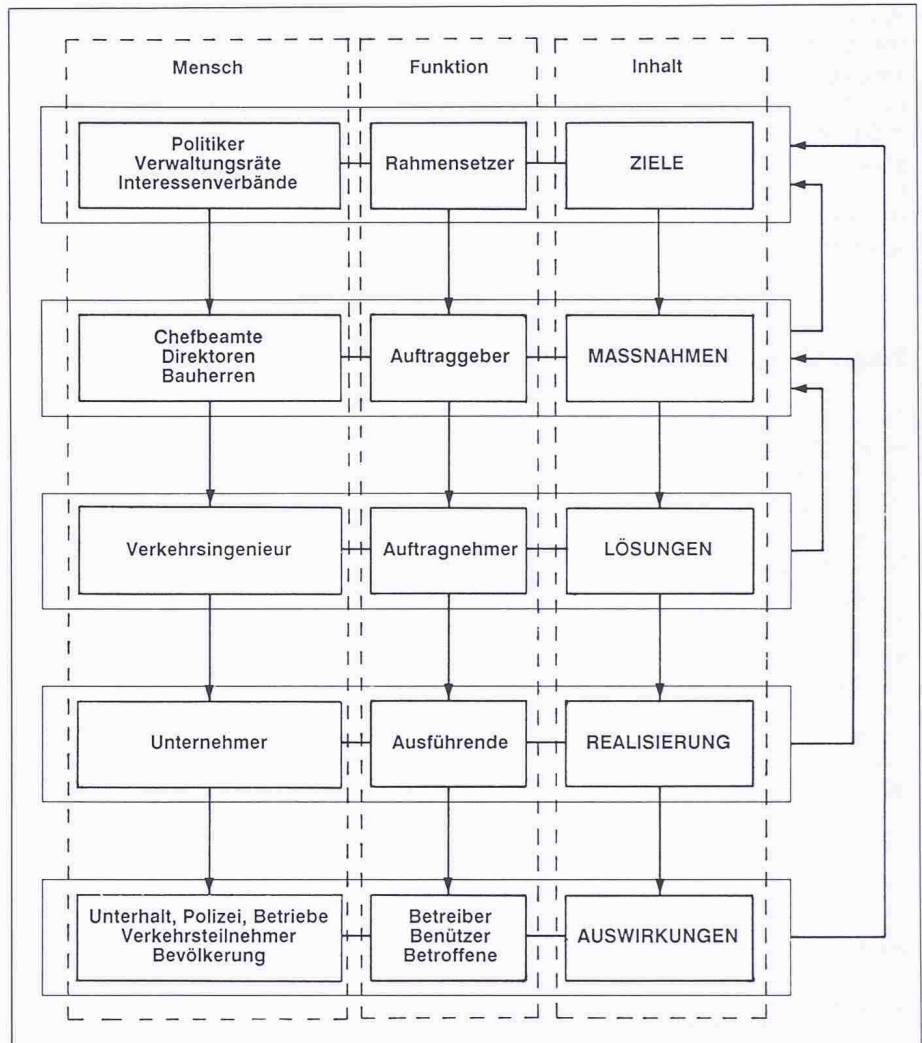 Mensch
Funktion
Inhalt
Politiker
Verwaltungsräte
Interessenverbände
Rahmensetzer
ZIELE
Chefbeamte
Direktoren
Bauherren
Auftraggeber
MASSNAHMEN
Verkehrsingenieur
Auftragnehmer
LÖSUNGEN
Unternehmer
Ausführende
REALISIERUNG
Unterhalt, Polizei, Betriebe
Verkehrsteilnehmer
Bevölkerung
Betreiber
Benützer
Betroffene
AUSWIRKUNGEN